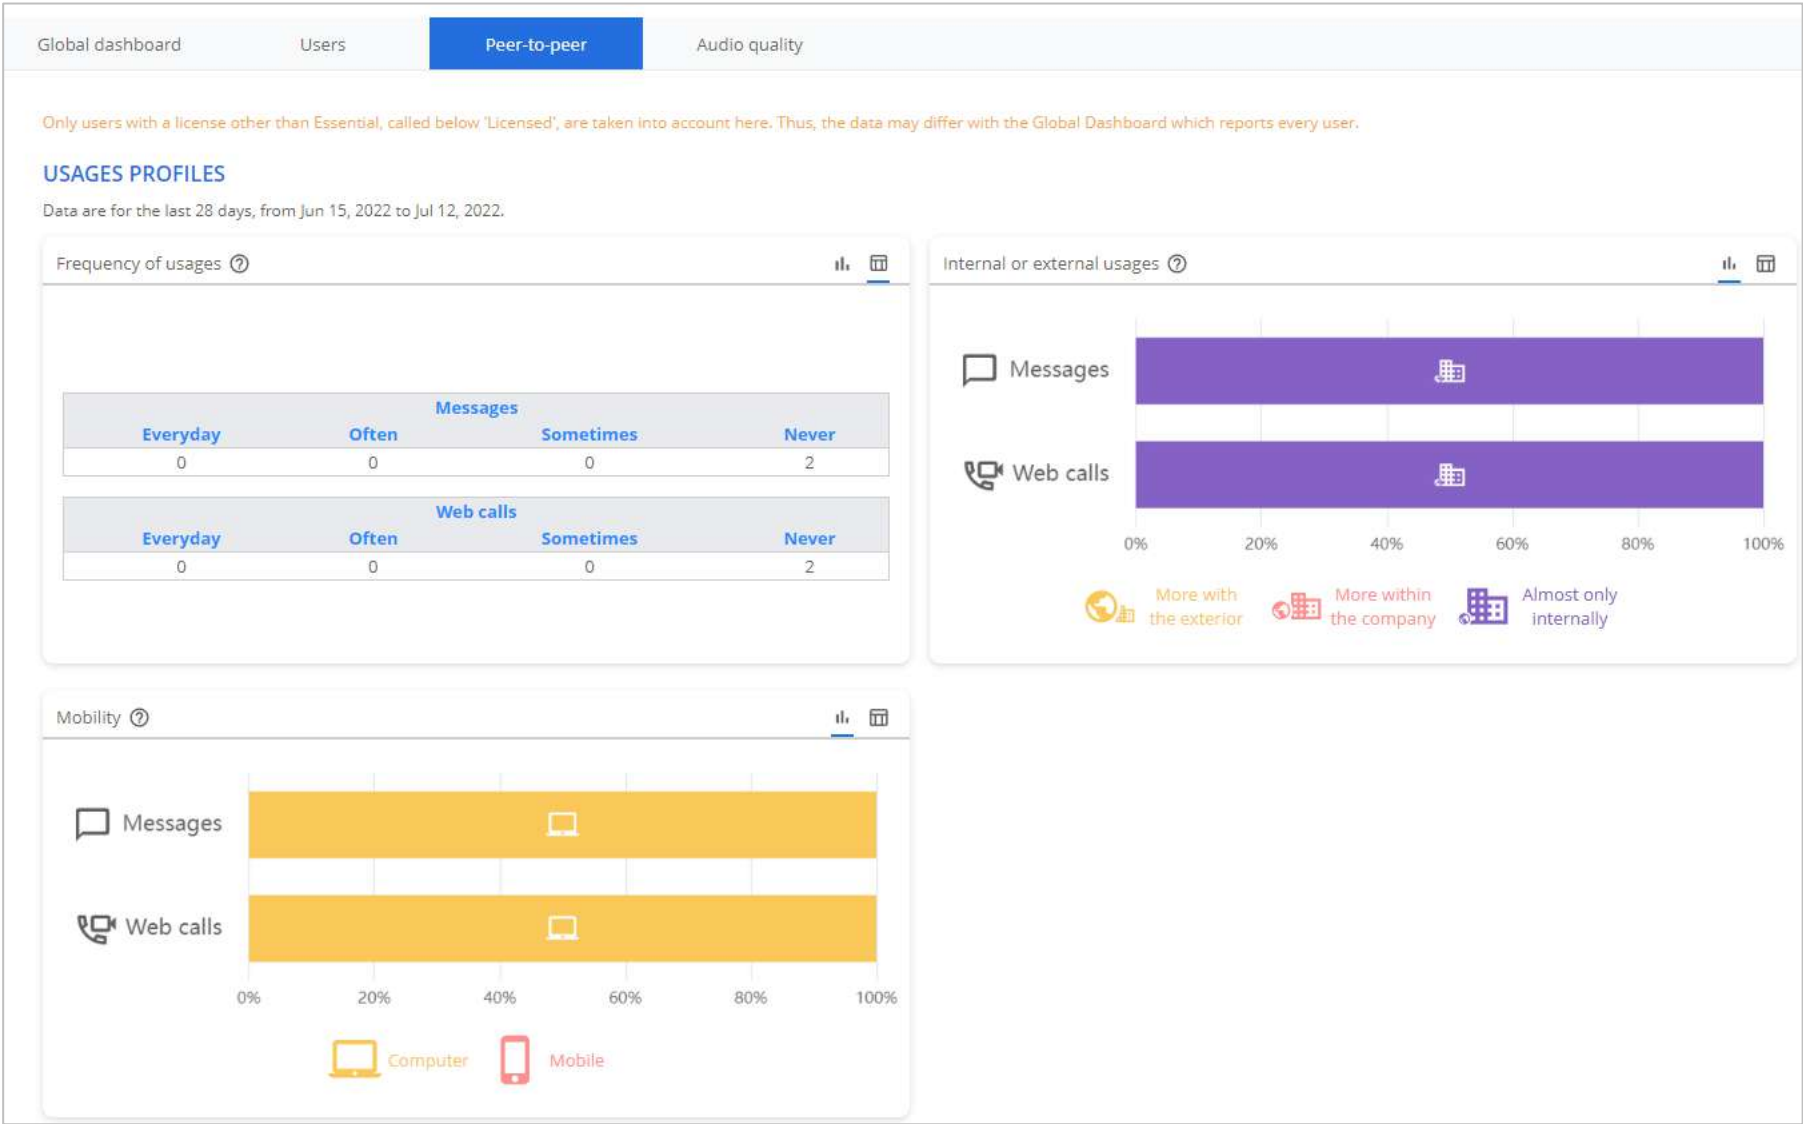 Global dashboard Users Peer-to-peer Audio quality
Only users with a license other than Essential, called below 'Licensed', are taken into account here. Thus, the data may differ with the Global Dashboard which reports every user.
USAGES PROFILES
Data are for the last 28 days, from Jun 15, 2022 to Jul 12, 2022.
Frequency of usages
Messages
Everyday Often Sometimes Never
0 0 0 2
Web calls
Everyday Often Sometimes Never
0 0 0 2
Internal or external usages
Messages
Web calls
0% 20% 40% 60% 80% 100%
More with
the exterior
More within
the company
Almost only
internally
Mobility
Messages
Web calls
0% 20% 40% 60% 80% 100%
Computer Mobile